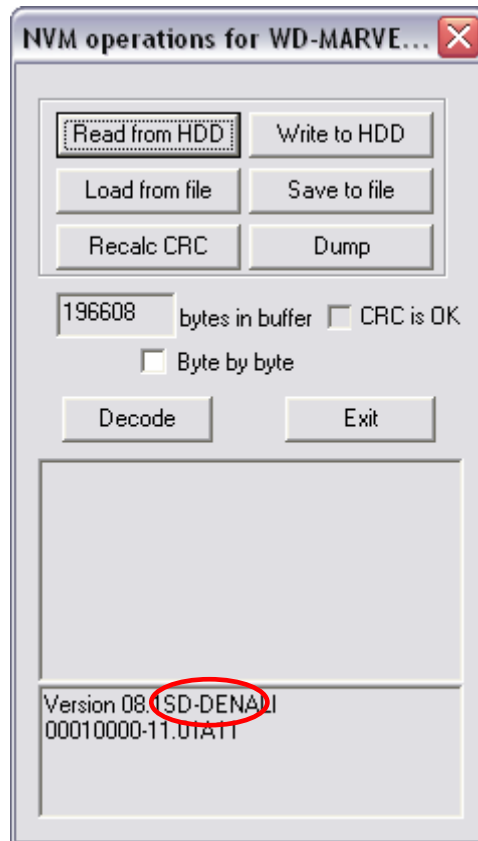 NVM operations for WD-MARVE...
Read from HDD
Write to HDD
Load from file
Save to file
Recalc CRC
Dump
196608 bytes in buffer CRC is OK
Byte by byte
Decode
Exit
Version 08.1SD-DENALI
00010000-11.01A11